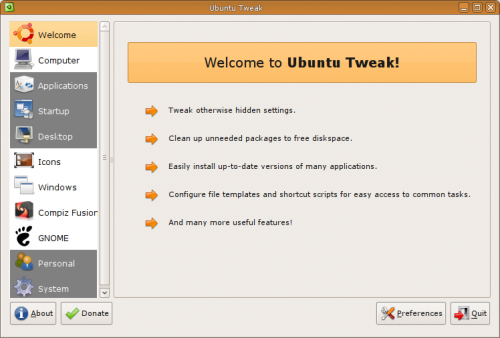 Ubuntu Tweak
Welcome
Computer
Applications
Startup
Desktop
Icons
Windows
Compiz Fusion
GNOME
Personal
System
Welcome to Ubuntu Tweak!
Tweak otherwise hidden settings.
Clean up unneeded packages to free diskspace.
Easily install up-to-date versions of many applications.
Configure file templates and shortcut scripts for easy access to common tasks.
And many more useful features!
About
Donate
Preferences
Quit